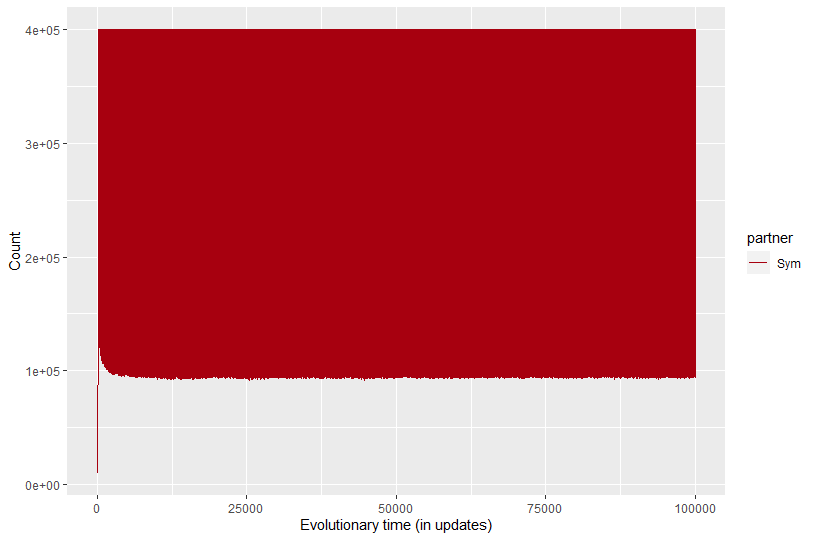 4e+05
3e+05
2e+05
1e+05
0e+00
Count
0
25000
50000
75000
100000
Evolutionary time (in updates)
partner
Sym